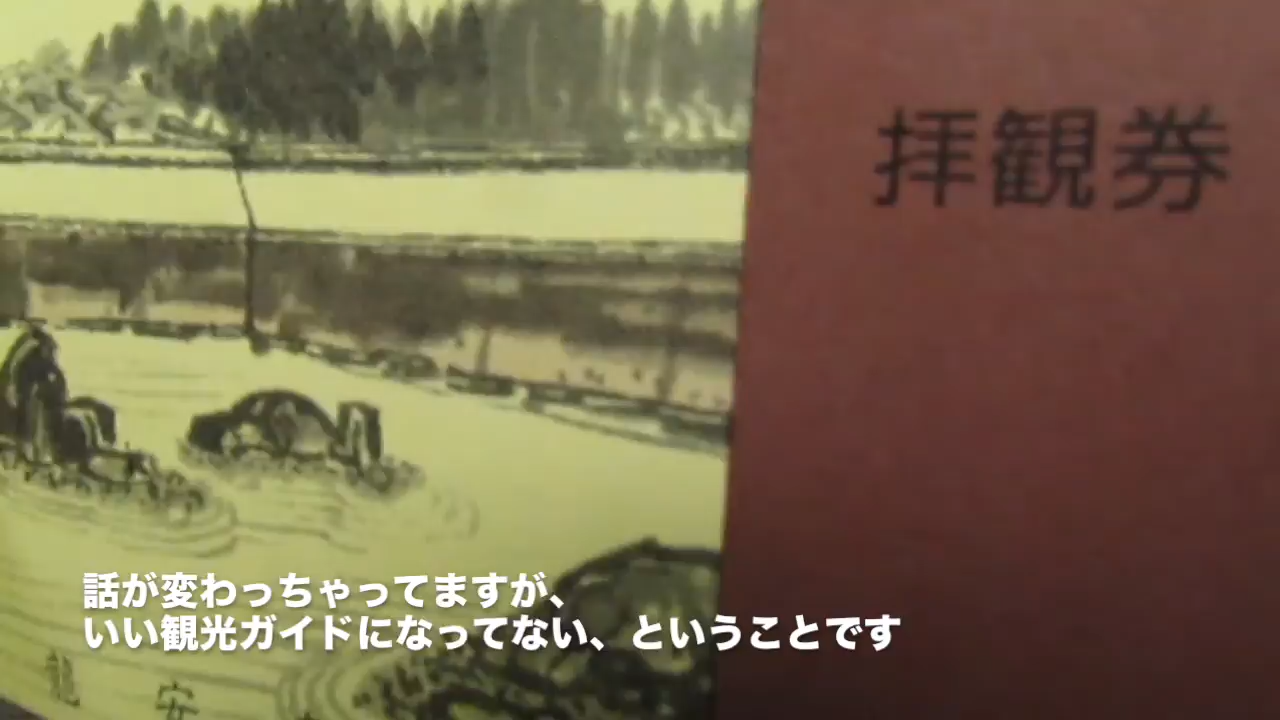 拝観券
話が変わっちゃってますが、
いい観光ガイドになってない、ということです
龍安